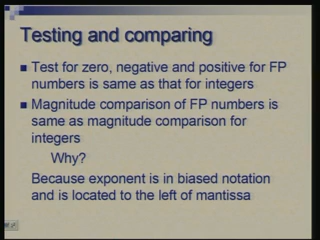 Testing and comparing
Test for zero, negative and positive for FP
numbers is same as that for integers
Magnitude comparison of FP numbers is
same as magnitude comparison for
integers
Why?
Because exponent is in biased notation
and is located to the left of mantissa